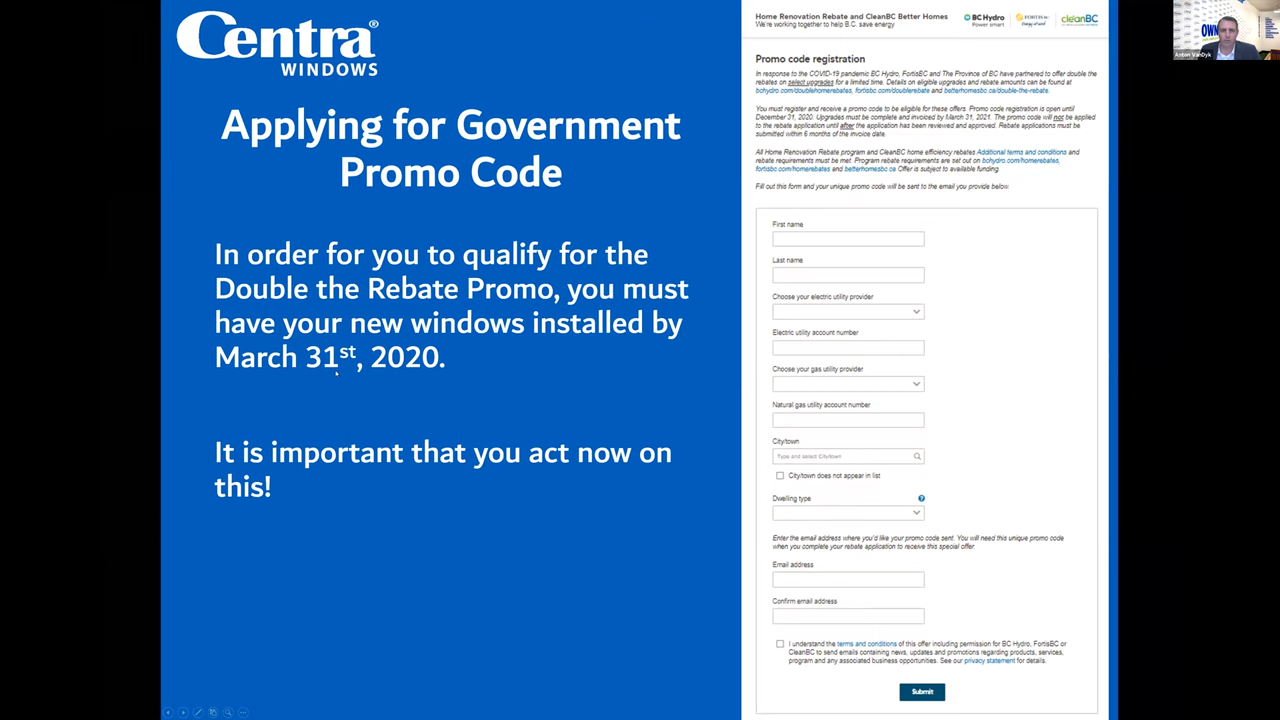 Centra®
WINDOWS
Applying for Government
Promo Code
In order for you to qualify for the
Double the Rebate Promo, you must
have your new windows installed by
March 31st, 2020.
It is important that you act now on
this!
Home Renovation Rebate and CleanBC Better Homes
We're working together to help B.C. save energy
BC Hydro
Power smart
FORTIS BC
Energy at work
cleanBC
Promo code registration
In response to the COVID-19 pandemic BC Hydro, FortisBC and The Province of BC have partnered to offer double the
rebates on select upgrades for a limited time. Details on eligible upgrades and rebate amounts can be found at
bchydro.com/doublehomerebates, fortisbc.com/doublerebate and betterhomesbc.ca/double-the-rebate.
You must register and receive a promo code to be eligible for these offers. Promo code registration is open until
December 31, 2020. Upgrades must be complete and invoiced by March 31, 2021. The promo code will not be applied
to the rebate application until after the application has been reviewed and approved. Rebate applications must be
submitted within 6 months of the invoice date.
All Home Renovation Rebate program and CleanBC home efficiency rebates Additional terms and conditions and
rebate requirements must be met. Program rebate requirements are set out on bchydro.com/homerebates,
fortisbc.com/homerebates and betterhomesbc.ca Offer is subject to available funding.
Fill out this form and your unique promo code will be sent to the email you provide below.
First name
Last name
Choose your electric utility provider
Electric utility account number
Choose your gas utility provider
Natural gas utility account number
City/town
Type and select City/town
City/town does not appear in list
Dwelling type
?
Enter the email address where you'd like your promo code sent. You will need this unique promo code
when you complete your rebate application to receive this special offer.
Email address
Confirm email address
I understand the terms and conditions of this offer including permission for BC Hydro, FortisBC or
CleanBC to send emails containing news, updates and promotions regarding products, services,
program and any associated business opportunities. See our privacy statement for details.
Submit
OWN
Anton VanDyk